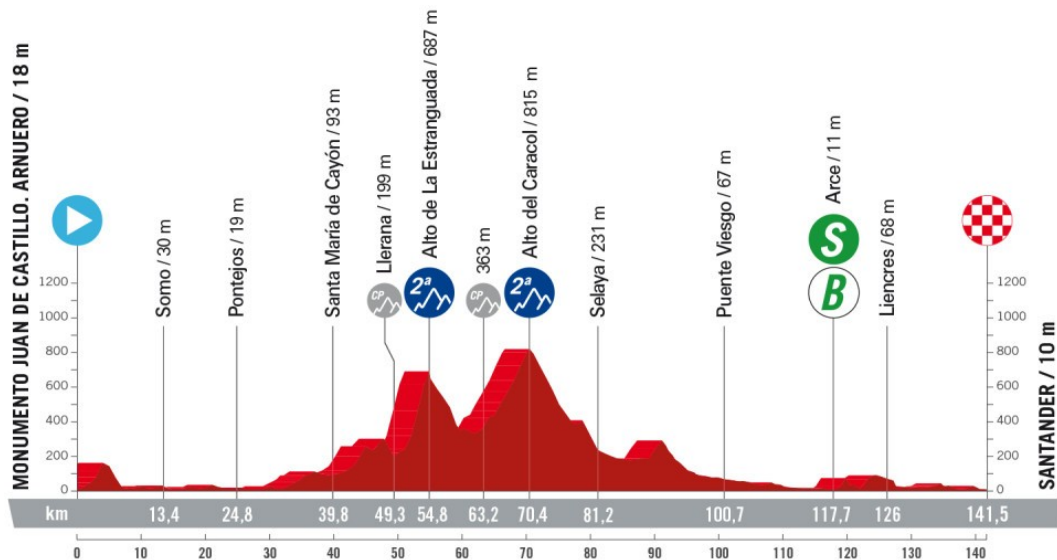 MONUMENTO JUAN DE CASTILLO. ARNUERO / 18 m
Somo / 30 m
Pontejos / 19 m
Santa María de Cayón / 93 m
Llerana / 199 m
Alto de La Estranguada / 687 m
363 m
Alto del Caracol / 815 m
Selaya / 231 m
Puente Viesgo / 67 m
Arce / 11 m
Liencres / 68 m
SANTANDER / 10 m
CP
2ª
CP
2ª
S
B
1200
1000
800
600
400
200
0
1200
1000
800
600
400
200
0
km 13,4 24,8 39,8 49,3 54,8 63,2 70,4 81,2 100,7 117,7 126 141,5
0 10 20 30 40 50 60 70 80 90 100 110 120 130 140